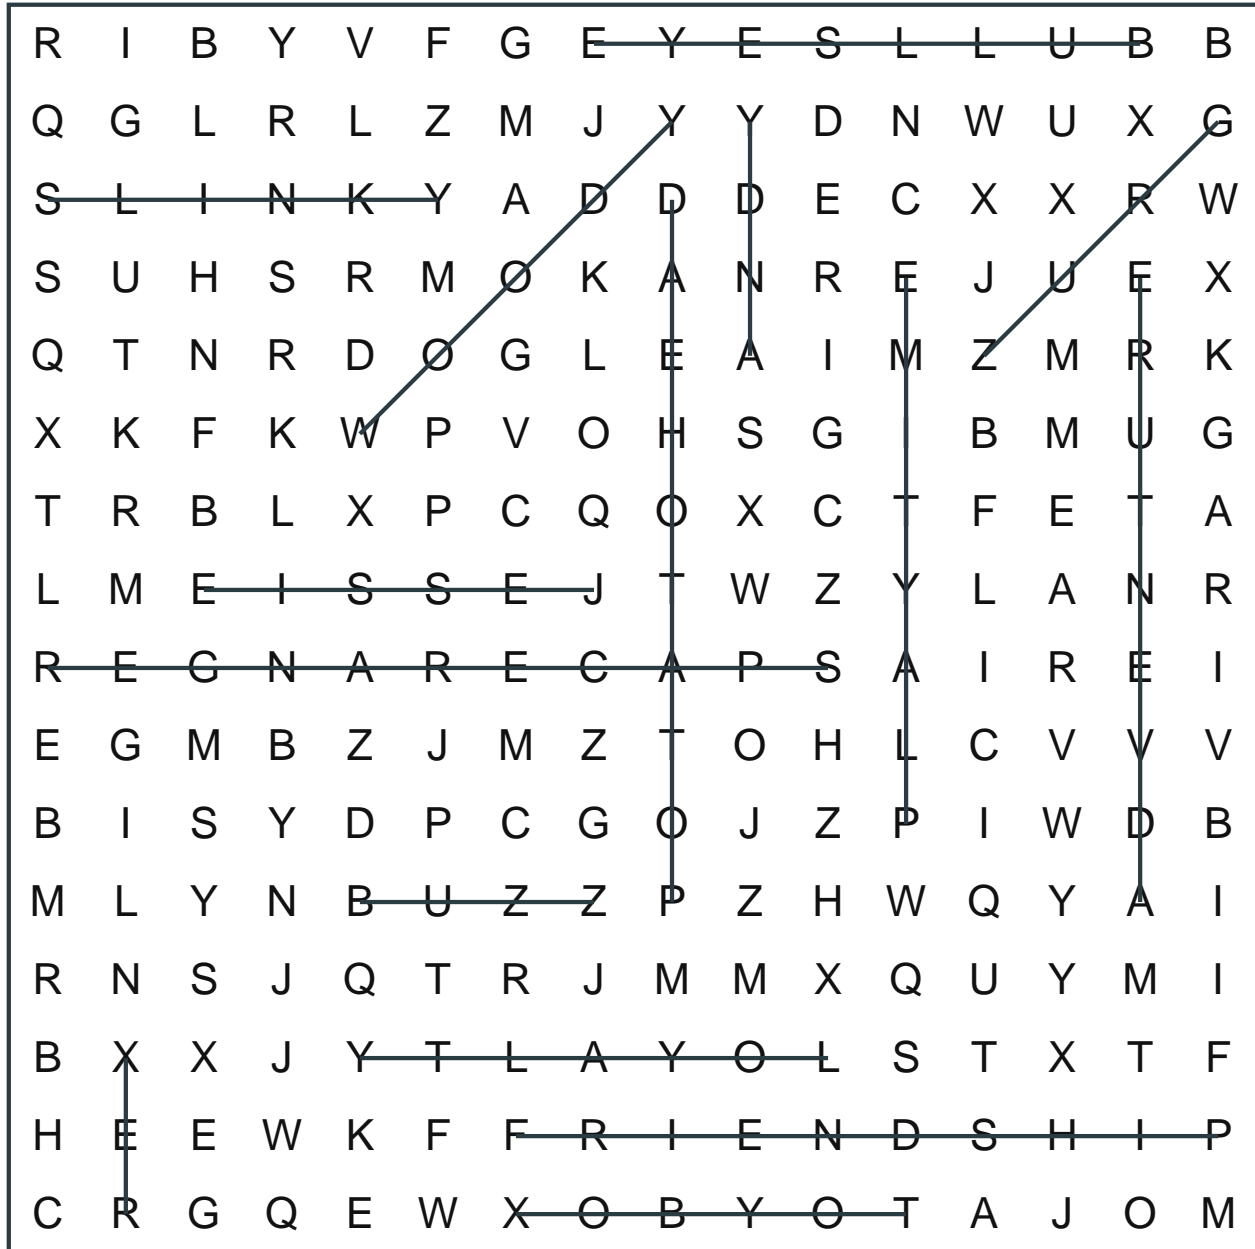 R I B Y V F G E Y E S L L U B B
Q G L R L Z M J Y Y D N W U X G
S L I N K Y A D D D E C X X R W
S U H S R M O K A N R E J U E X
Q T N R D O G L E A I M Z M R K
X K F K W P V O H S G I B M U G
T R B L X P C Q O X C T F E T A
L M E I S S E J T W Z Y L A N R
R E G N A R E C A P S A I R E I
E G M B Z J M Z T O H L C V V V
B I S Y D P C G O J Z P I W D B
M L Y N B U Z Z P Z H W Q Y A I
R N S J Q T R J M M X Q U Y M I
B X X J Y T L A Y O L S T X T F
H E E W K F F R I E N D S H I P
C R G Q E W X O B Y O T A J O M